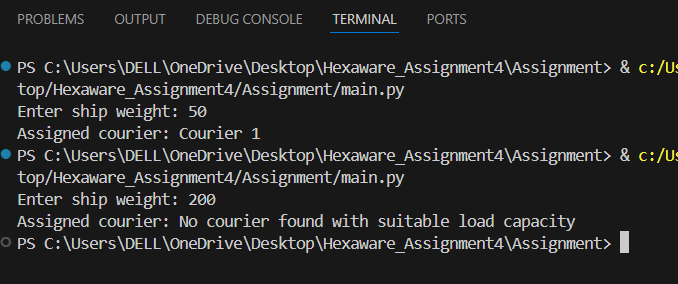 PROBLEMS OUTPUT DEBUG CONSOLE TERMINAL PORTS
PS C:\Users\DELL\OneDrive\Desktop\Hexaware_Assignment4\Assignment> & c:/Us
top/Hexaware_Assignment4/Assignment/main.py
Enter ship weight: 50
Assigned courier: Courier 1
PS C:\Users\DELL\OneDrive\Desktop\Hexaware_Assignment4\Assignment> & c:/Us
top/Hexaware_Assignment4/Assignment/main.py
Enter ship weight: 200
Assigned courier: No courier found with suitable load capacity
PS C:\Users\DELL\OneDrive\Desktop\Hexaware_Assignment4\Assignment>